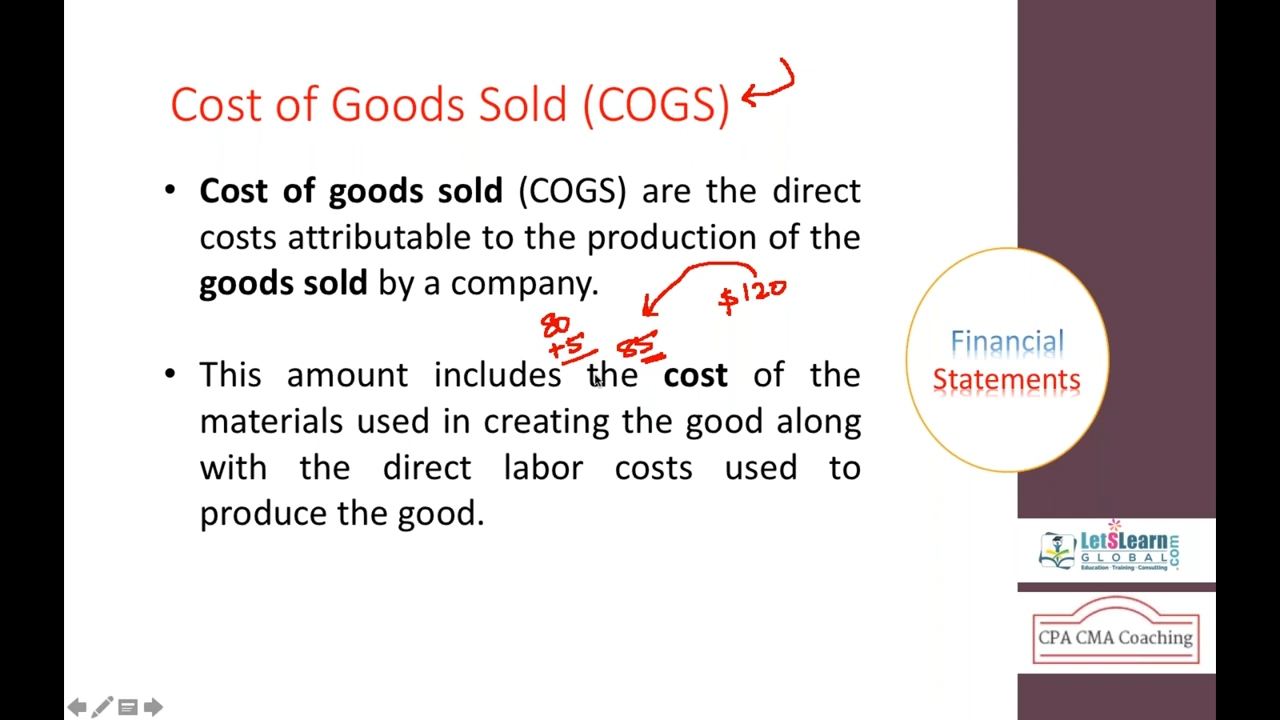 Cost of Goods Sold (COGS)
• Cost of goods sold (COGS) are the direct
costs attributable to the production of the
goods sold by a company.
$120
80
+5
85
• This amount includes the cost of the
materials used in creating the good along
with the direct labor costs used to
produce the good.
Financial
Statements
LetSLearn
GLOBAL.com
Education - Training - Consulting
CPA CMA Coaching